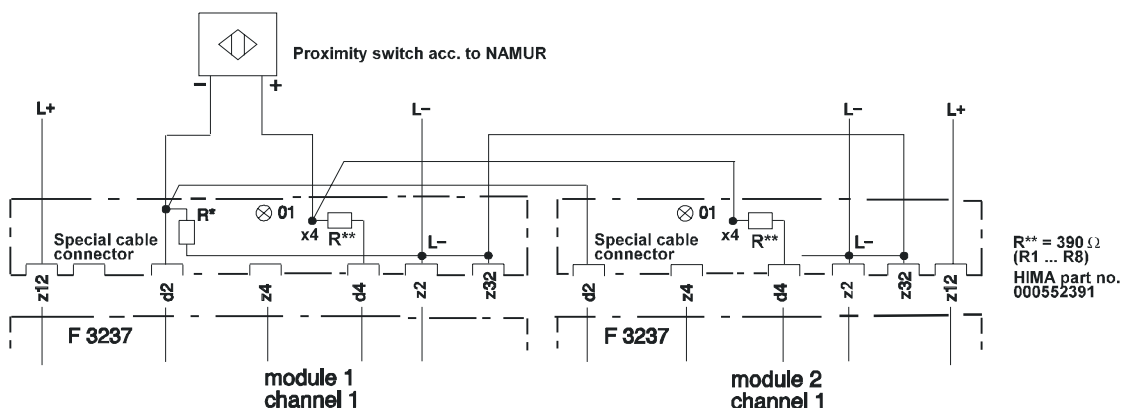 Proximity switch acc. to NAMUR
− +
L+ L− L− L+
R* 01 x4 R** L−
Special cable
connector
01 x4 R** L−
Special cable
connector
R** = 390 Ω
(R1 ... R8)
HIMA part no.
000552391
z12 d2 z4 d4 z2 z32
d2 z4 d4 z2 z32 z12
F 3237
F 3237
module 1
channel 1
module 2
channel 1